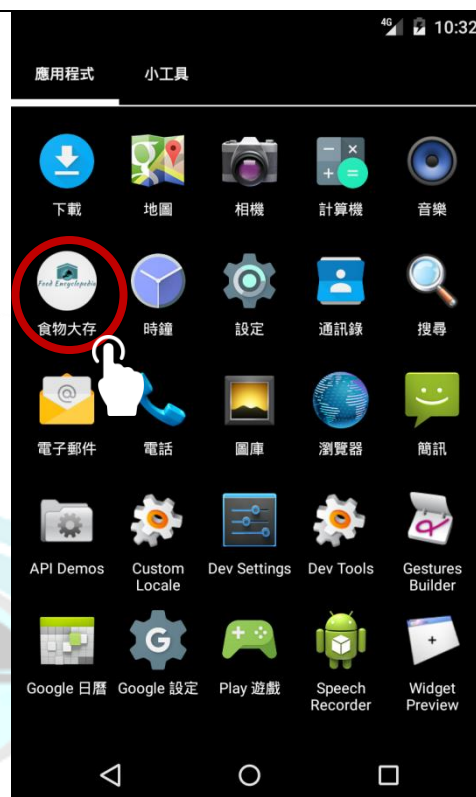 4G 10:32
應用程式 小工具
下載 地圖 相機 計算機 音樂
Food Encyclopedia
食物大存 時鐘 設定 通訊錄 搜尋
電子郵件 電話 圖庫 瀏覽器 簡訊
API Demos Custom Locale Dev Settings Dev Tools Gestures Builder
Google 日曆 Google 設定 Play 遊戲 Speech Recorder Widget Preview